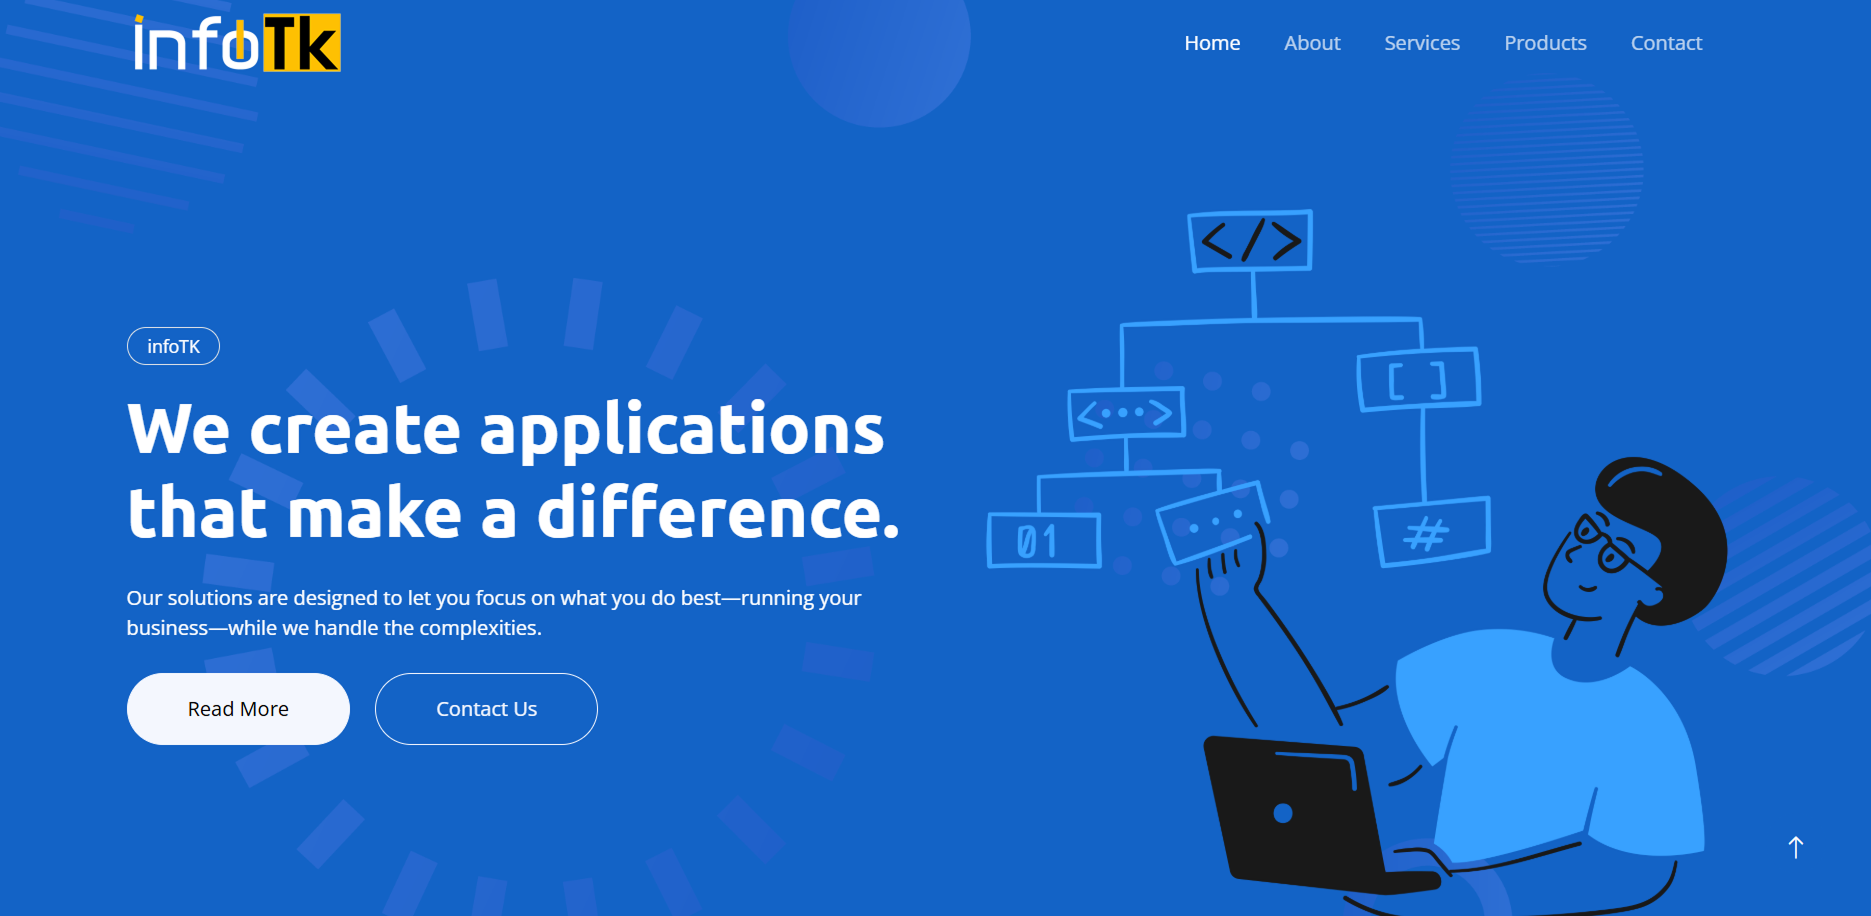 infoTk
Home About Services Products Contact
</>
[ ]
<...>
01
...
#
infoTK
We create applications
that make a difference.
Our solutions are designed to let you focus on what you do best—running your
business—while we handle the complexities.
Read More Contact Us